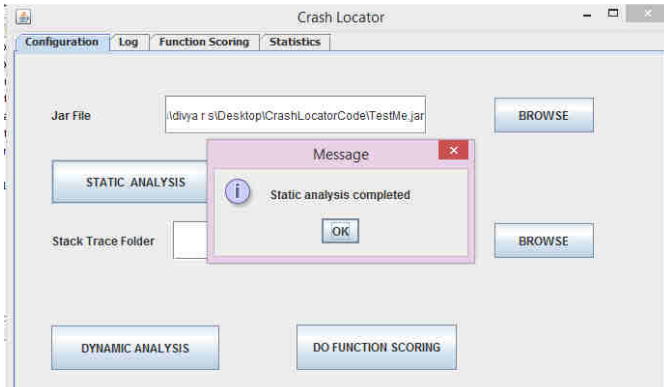 Crash Locator
Configuration Log Function Scoring Statistics
Jar File :\divya r s\Desktop\CrashLocatorCode\TestMe.jar BROWSE
Message
STATIC ANALYSIS
i Static analysis completed
OK
Stack Trace Folder BROWSE
DYNAMIC ANALYSIS DO FUNCTION SCORING